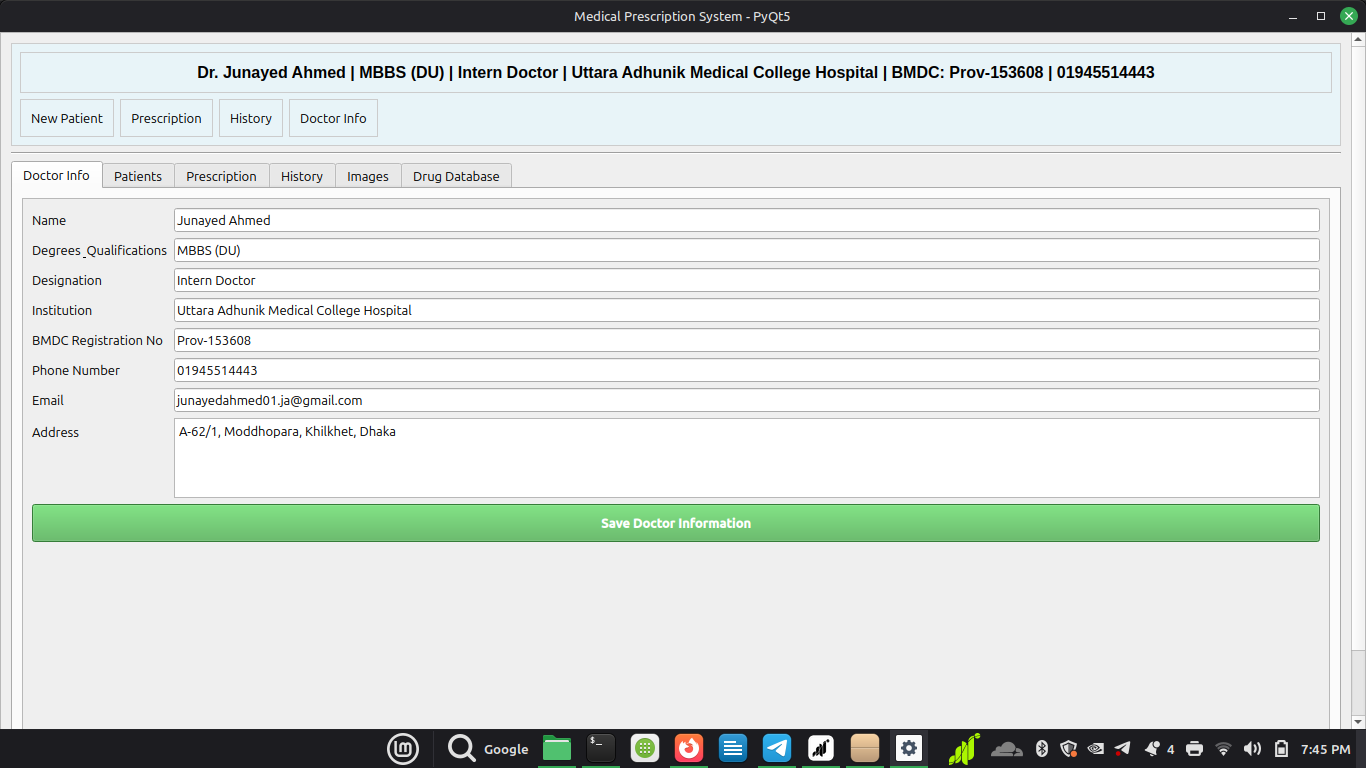 Medical Prescription System - PyQt5
Dr. Junayed Ahmed | MBBS (DU) | Intern Doctor | Uttara Adhunik Medical College Hospital | BMDC: Prov-153608 | 01945514443
New Patient Prescription History Doctor Info
Doctor Info Patients Prescription History Images Drug Database
Name Junayed Ahmed
Degrees_Qualifications MBBS (DU)
Designation Intern Doctor
Institution Uttara Adhunik Medical College Hospital
BMDC Registration No Prov-153608
Phone Number 01945514443
Email junayedahmed01.ja@gmail.com
Address A-62/1, Moddhopara, Khilkhet, Dhaka
Save Doctor Information
lm Google $_ 4 7:45 PM